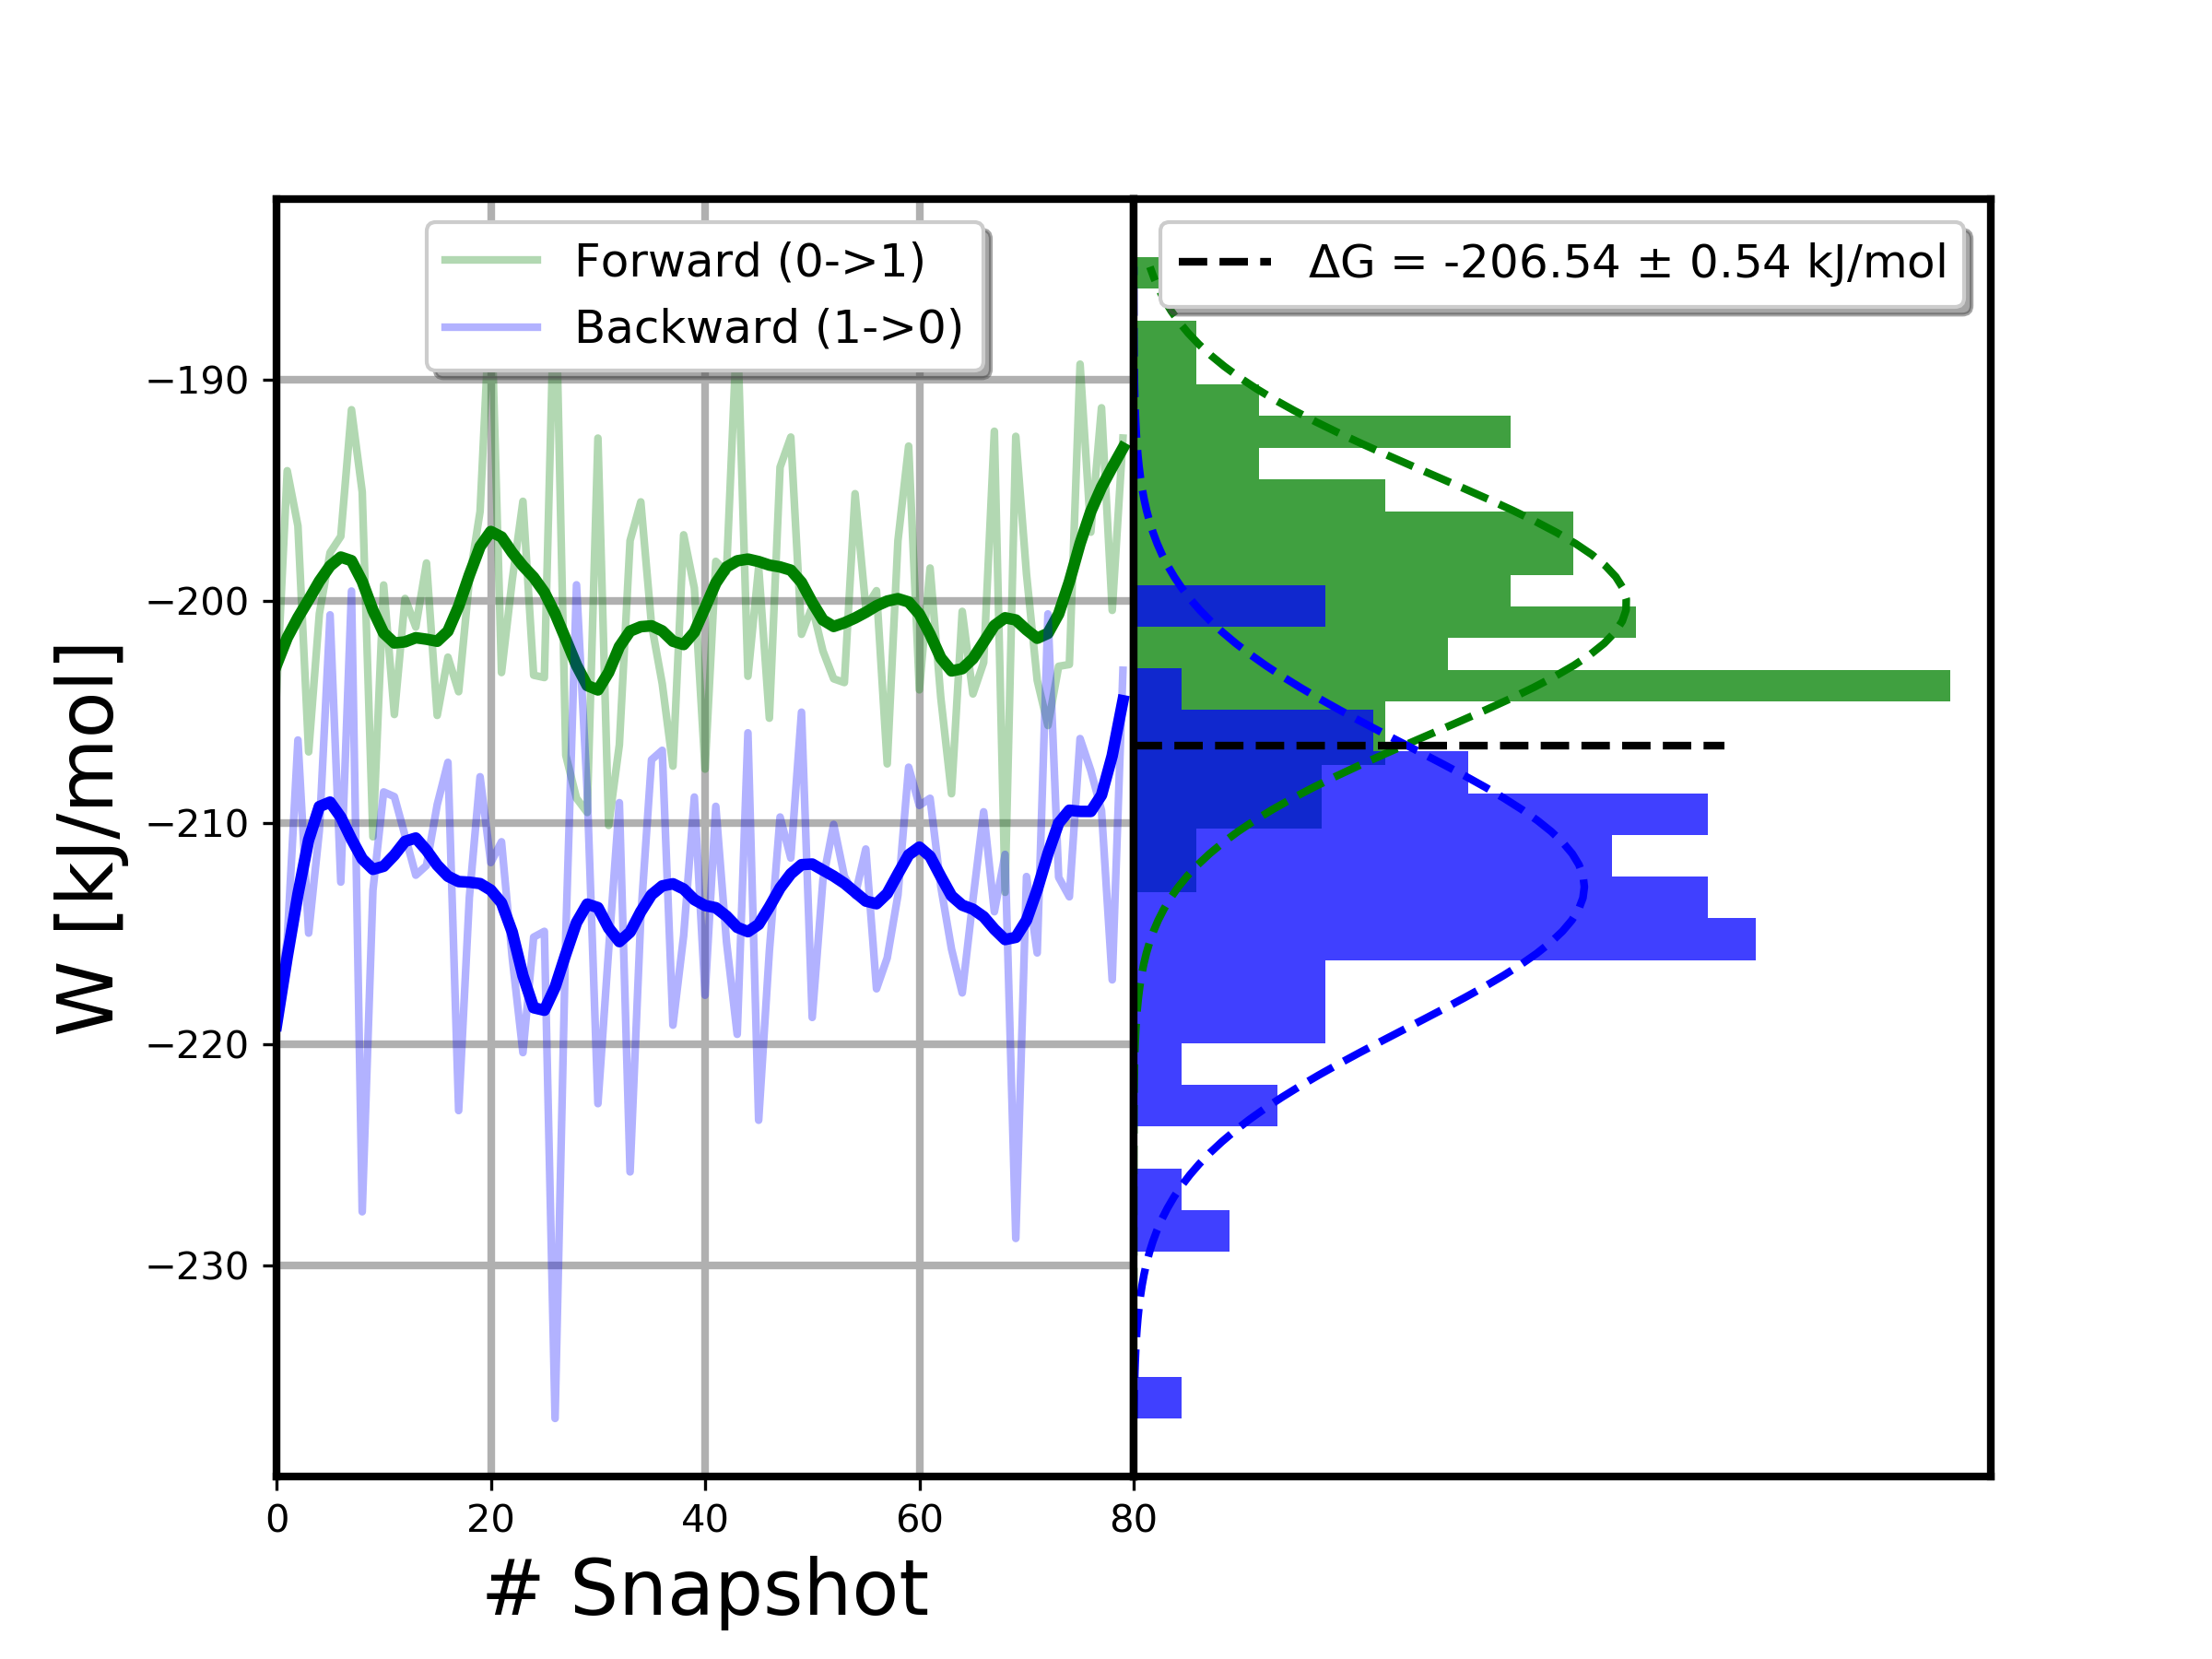 Forward (0->1)
Backward (1->0)
ΔG = -206.54 ± 0.54 kJ/mol
−190
−200
−210
−220
−230
W [kJ/mol]
0 20 40 60 80
# Snapshot